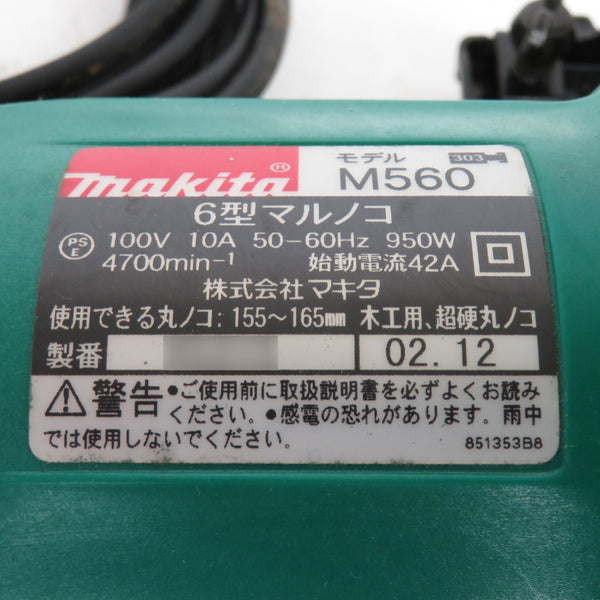 makita® モデル 303
M560
6型マルノコ
PSE 100V 10A 50-60Hz 950W
4700min-1 始動電流42A
株式会社マキタ
使用できる丸ノコ:155~165mm 木工用、超硬丸ノコ
製番 02.12
警告 •ご使用前に取扱説明書を必ずよくお読み
ください。•感電の恐れがあります。雨中
では使用しないでください。 851353B8